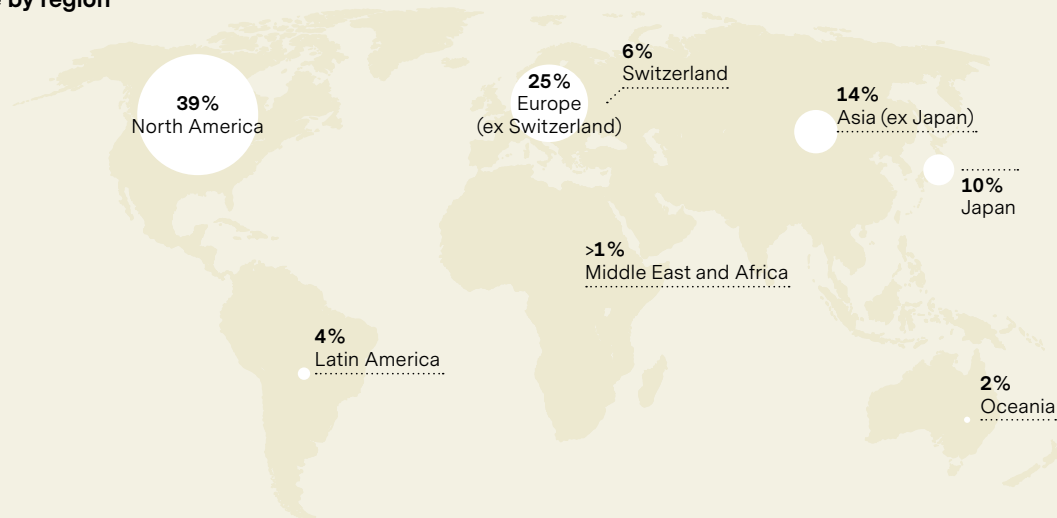 by region
39%
North America
25%
Europe
(ex Switzerland)
6%
Switzerland
14%
Asia (ex Japan)
10%
Japan
>1%
Middle East and Africa
4%
Latin America
2%
Oceania